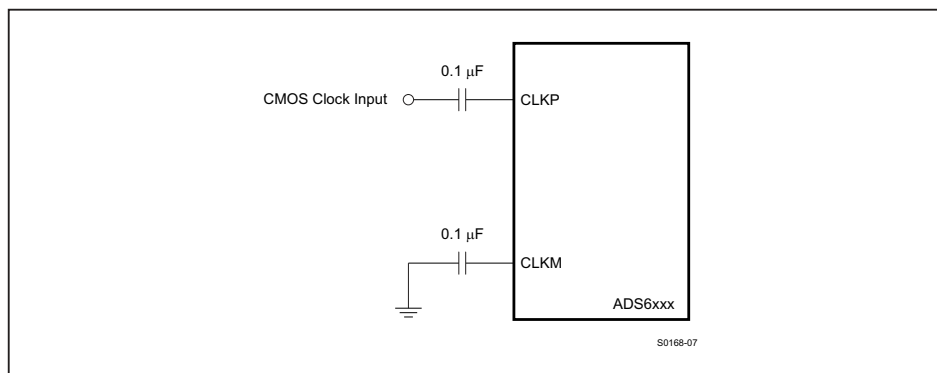 0.1 μF
CMOS Clock Input
CLKP
0.1 μF
CLKM
ADS6xxx
S0168-07